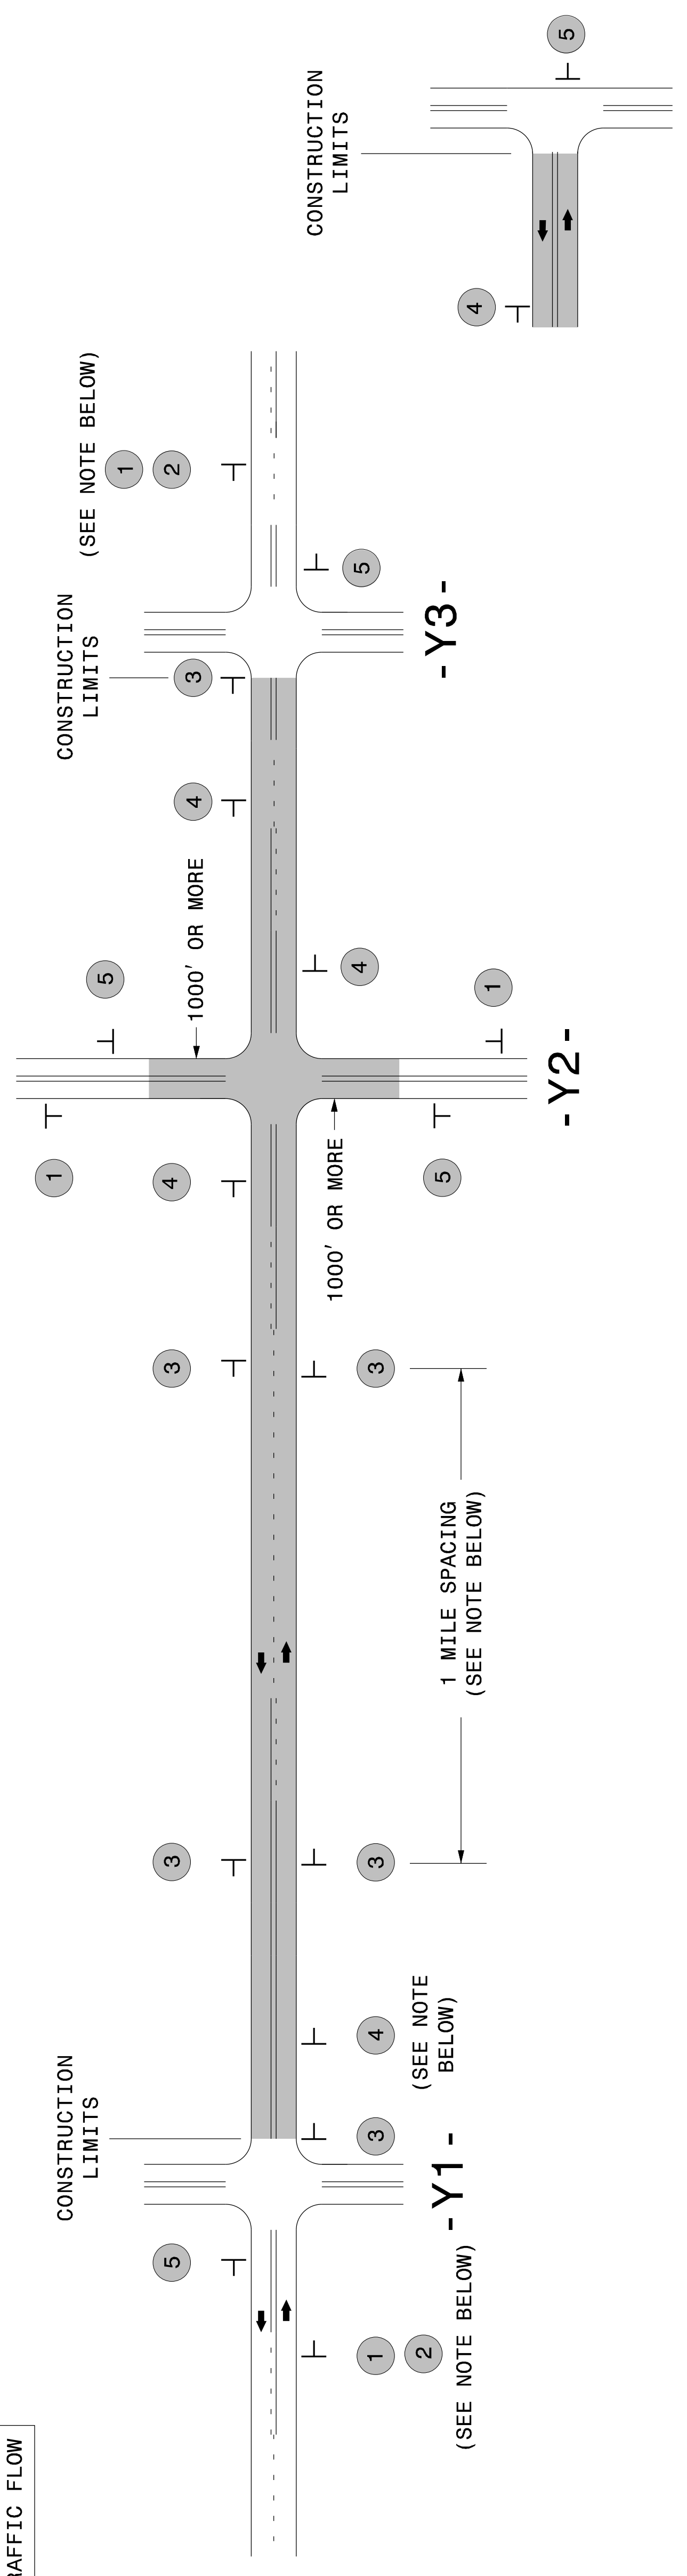 RAFFIC FLOW
CONSTRUCTION
LIMITS
5
1
(SEE NOTE BELOW)
2
3
4
(SEE NOTE
BELOW)
-Y1-
3
3
1 MILE SPACING
(SEE NOTE BELOW)
3
3
4
1
5
1000' OR MORE
1000' OR MORE
5
1
-Y2-
4
4
CONSTRUCTION
LIMITS
3
-Y3-
5
(SEE NOTE BELOW)
1
2
4
CONSTRUCTION
LIMITS
5